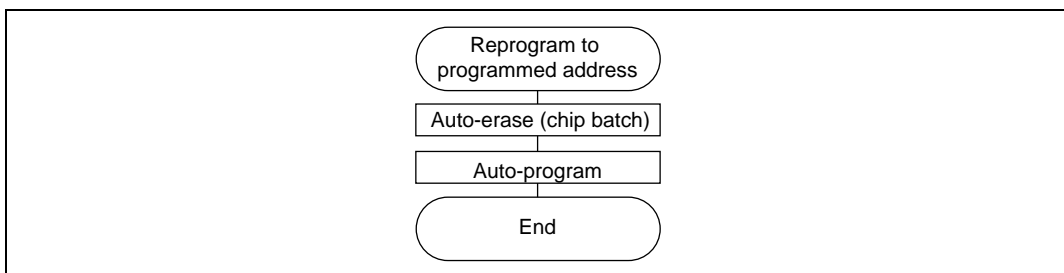 Reprogram to
programmed address
Auto-erase (chip batch)
Auto-program
End